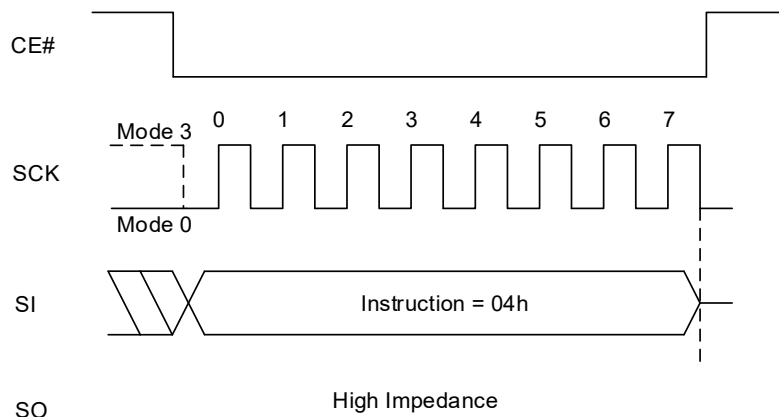 CE#
0 1 2 3 4 5 6 7
Mode 3
SCK
Mode 0
SI
Instruction = 04h
High Impedance
SO